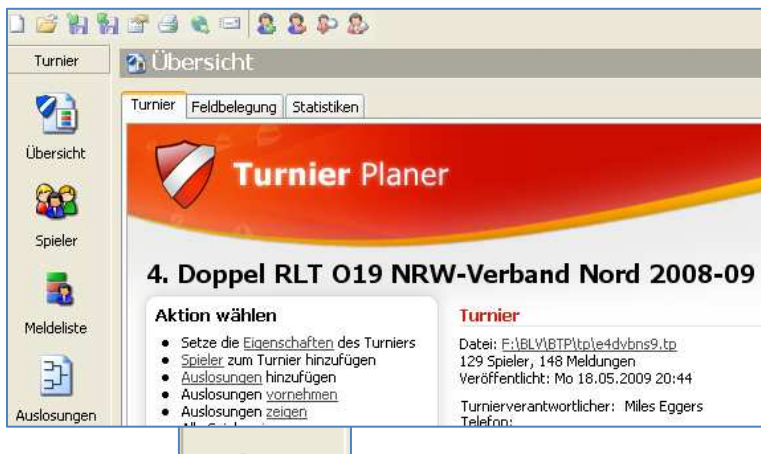 Turnier
Übersicht
Turnier
Feldbelegung
Statistiken
Übersicht
Spieler
Meldeliste
Auslosungen
Turnier Planer
4. Doppel RLT O19 NRW-Verband Nord 2008-09
Aktion wählen
Setze die Eigenschaften des Turniers
Spieler zum Turnier hinzufügen
Auslosungen hinzufügen
Auslosungen vornehmen
Auslosungen zeigen
Turnier
Datei: F:\BLV\BTP\tp\e4dvbns9.tp
129 Spieler, 148 Meldungen
Veröffentlicht: Mo 18.05.2009 20:44
Turnierverantwortlicher: Miles Eggers
Telefon: